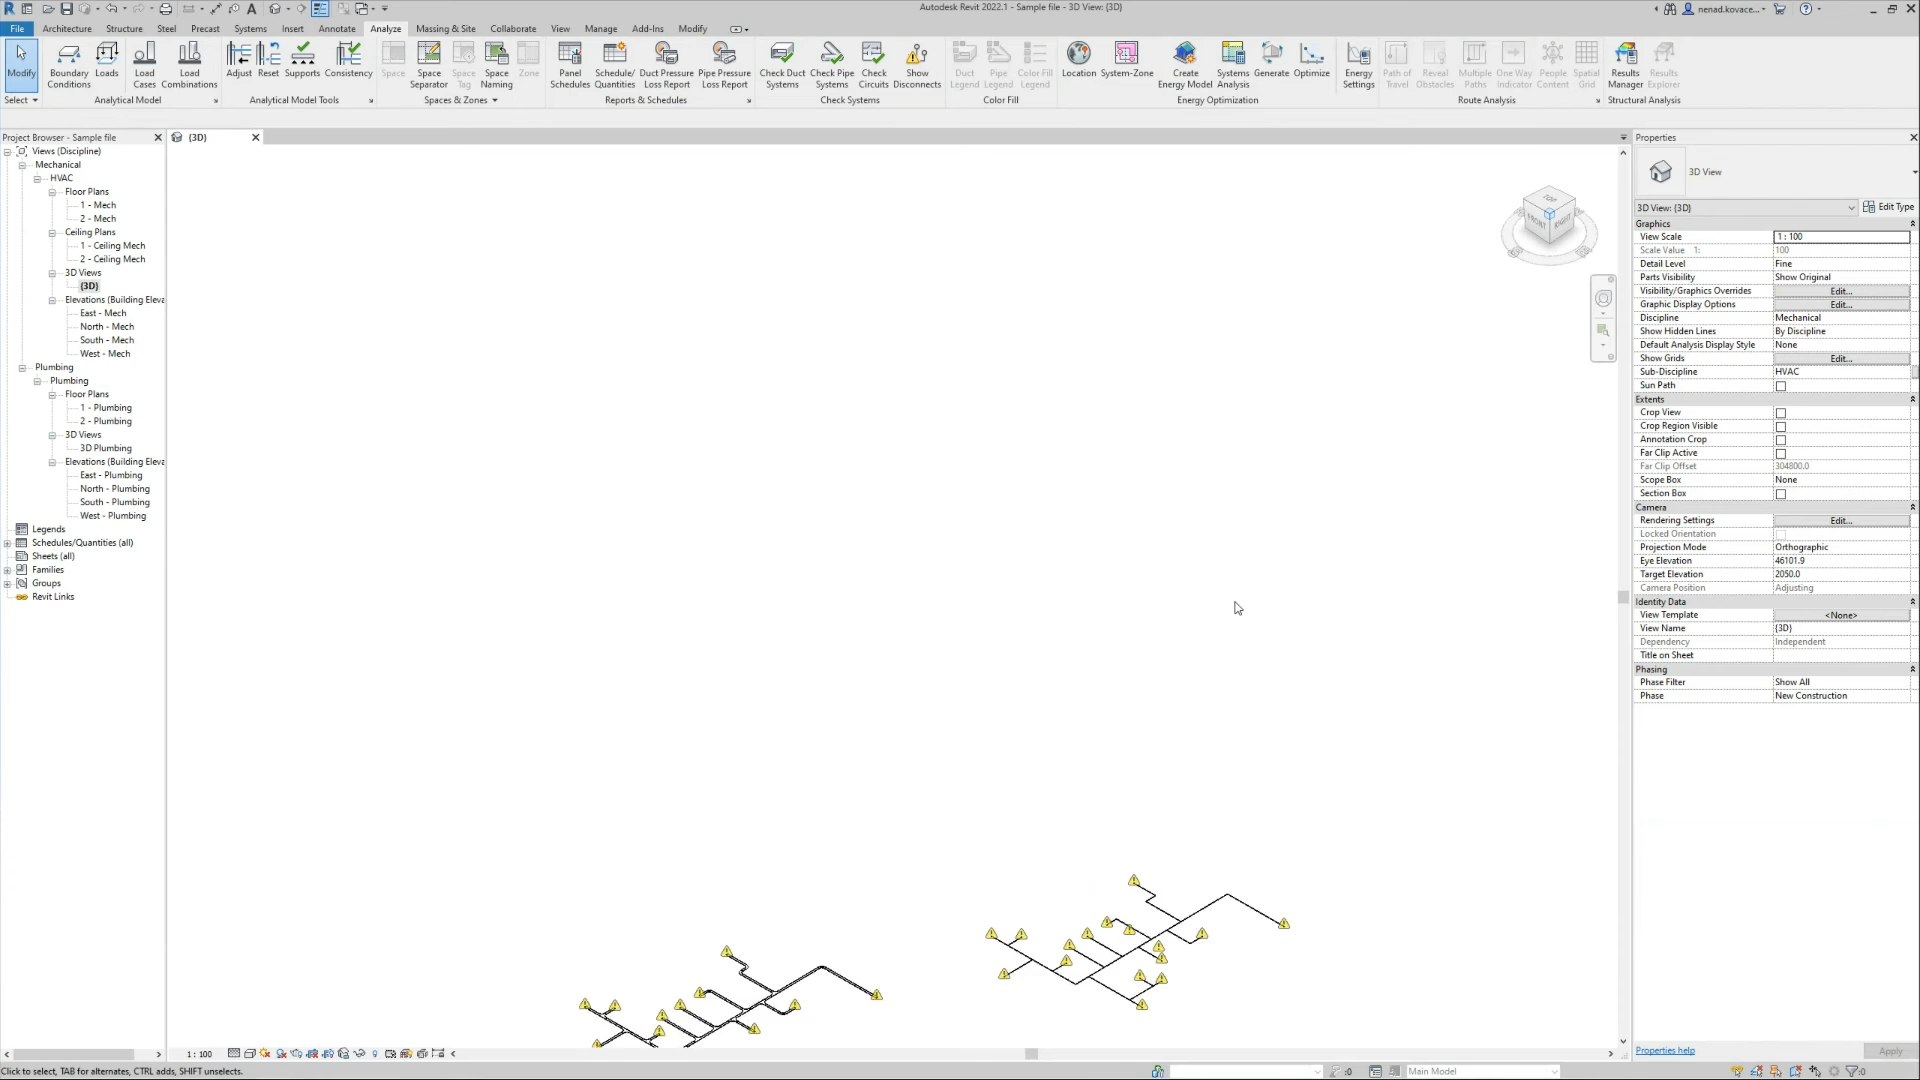 Autodesk Revit 2022.1 - Sample file - 3D View: {3D}
nenad.kovace...
File Architecture Structure Steel Precast Systems Insert Annotate Analyze Massing & Site Collaborate View Manage Add-Ins Modify
Modify
Boundary Conditions
Loads
Load Cases
Load Combinations
Adjust
Reset
Supports
Consistency
Space
Space Separator
Space Tag
Space Naming
Zone
Panel Schedules
Schedule/ Quantities
Duct Pressure Loss Report
Pipe Pressure Loss Report
Check Duct Systems
Check Pipe Systems
Check Circuits
Show Disconnects
Duct Legend
Pipe Legend
Color Fill Legend
Location
System-Zone
Create Energy Model
Systems Analysis
Generate
Optimize
Energy Settings
Path of Travel
Reveal Obstacles
Multiple Paths
One Way Indicator
People Content
Spatial Grid
Results Manager
Results Explorer
Select
Analytical Model
Analytical Model Tools
Spaces & Zones
Reports & Schedules
Check Systems
Color Fill
Energy Optimization
Route Analysis
Structural Analysis
Project Browser - Sample file
Views (Discipline)
Mechanical
HVAC
Floor Plans
1 - Mech
2 - Mech
Ceiling Plans
1 - Ceiling Mech
2 - Ceiling Mech
3D Views
{3D}
Elevations (Building Eleva
East - Mech
North - Mech
South - Mech
West - Mech
Plumbing
Plumbing
Floor Plans
1 - Plumbing
2 - Plumbing
3D Views
3D Plumbing
Elevations (Building Eleva
East - Plumbing
North - Plumbing
South - Plumbing
West - Plumbing
Legends
Schedules/Quantities (all)
Sheets (all)
Families
Groups
Revit Links
{3D}
TOP
FRONT
RIGHT
Properties
3D View
3D View: {3D}
Edit Type
Graphics
View Scale 1 : 100
Scale Value 1: 100
Detail Level Fine
Parts Visibility Show Original
Visibility/Graphics Overrides Edit...
Graphic Display Options Edit...
Discipline Mechanical
Show Hidden Lines By Discipline
Default Analysis Display Style None
Show Grids Edit...
Sub-Discipline HVAC
Sun Path
Extents
Crop View
Crop Region Visible
Annotation Crop
Far Clip Active
Far Clip Offset 304800.0
Scope Box None
Section Box
Camera
Rendering Settings Edit...
Locked Orientation
Projection Mode Orthographic
Eye Elevation 46101.9
Target Elevation 2050.0
Camera Position Adjusting
Identity Data
View Template <None>
View Name {3D}
Dependency Independent
Title on Sheet
Phasing
Phase Filter Show All
Phase New Construction
Properties help
Apply
1 : 100
Click to select, TAB for alternates, CTRL adds, SHIFT unselects.
:0
Main Model
:0